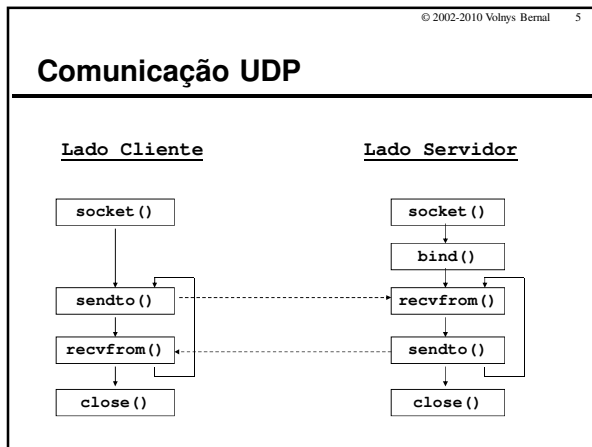 © 2002-2010 Volnys Bernal 5
Comunicação UDP
Lado Cliente
socket()
sendto()
recvfrom()
close()
Lado Servidor
socket()
bind()
recvfrom()
sendto()
close()